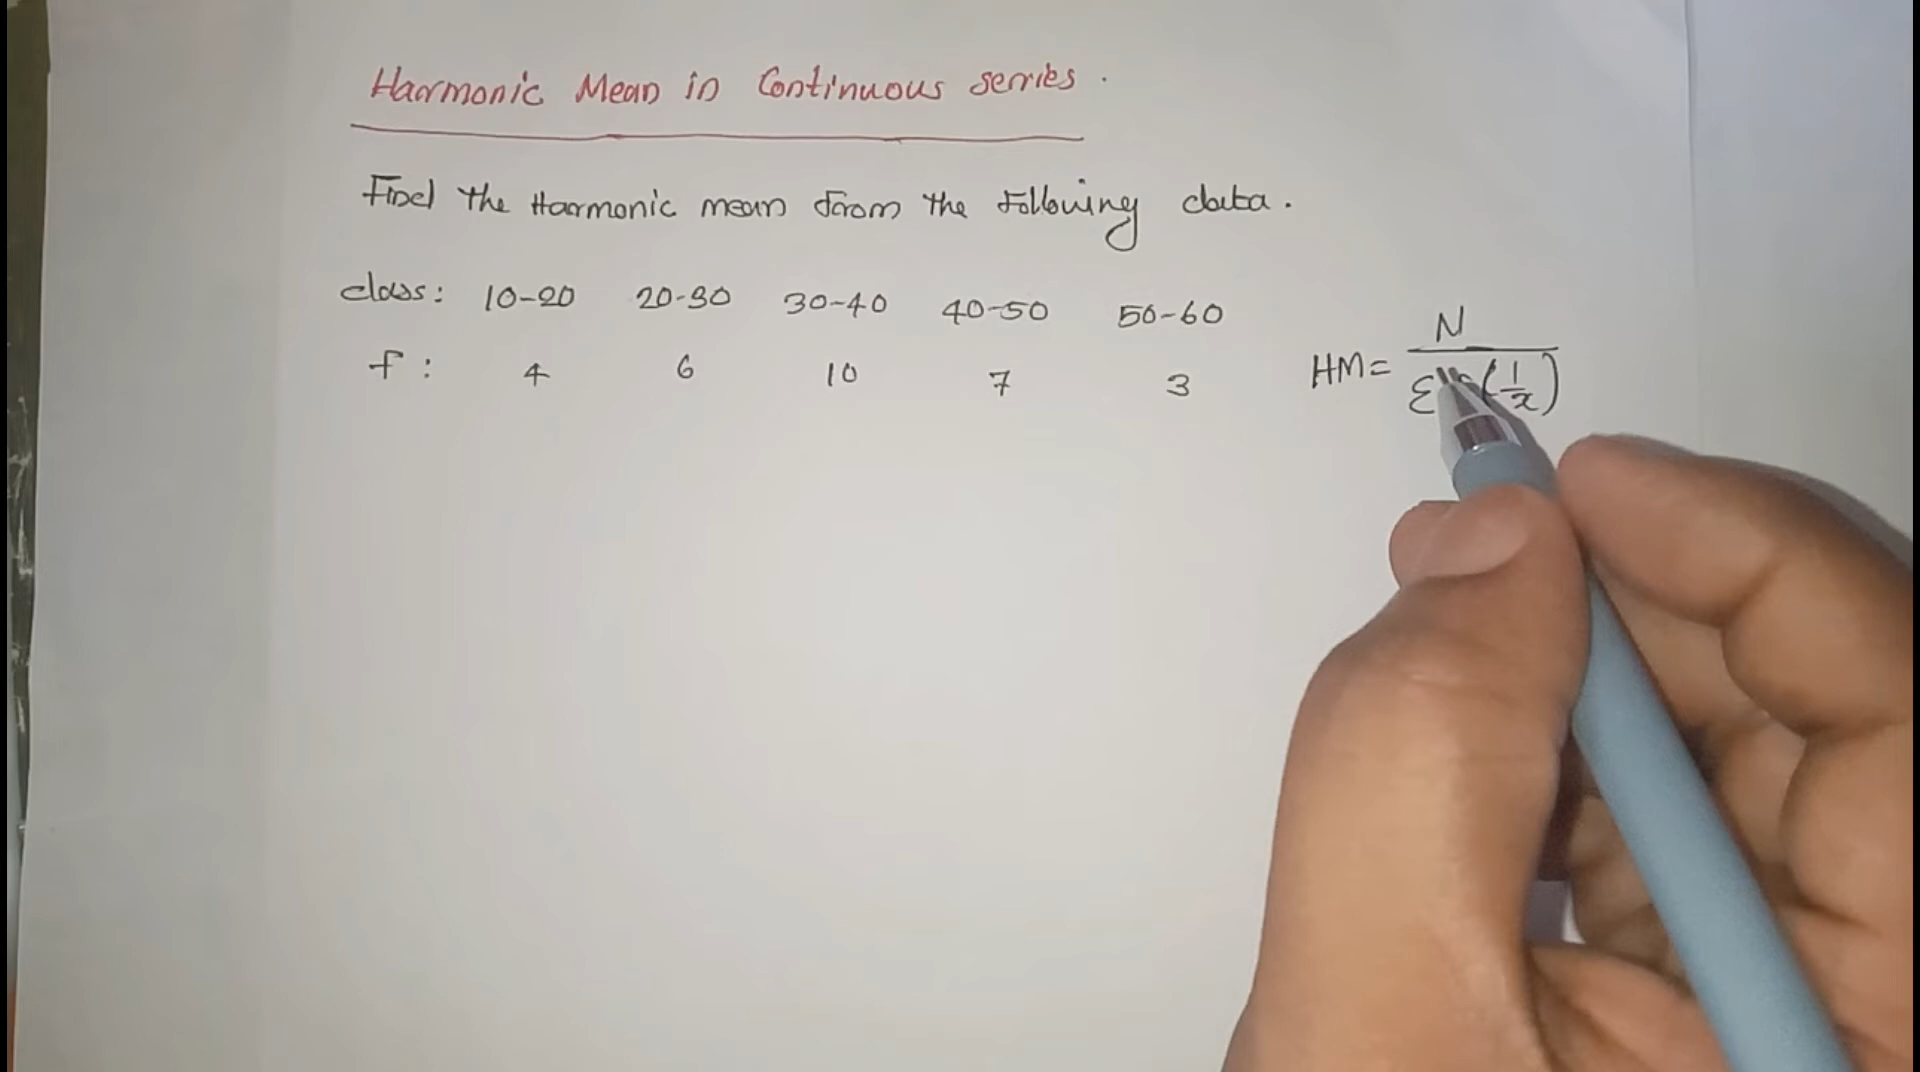 Harmonic Mean in Continuous series.
Find the Harmonic mean from the following data.
class: 10-20 20-30 30-40 40-50 50-60
f: 4 6 10 7 3
HM = N
Σ (1/x)